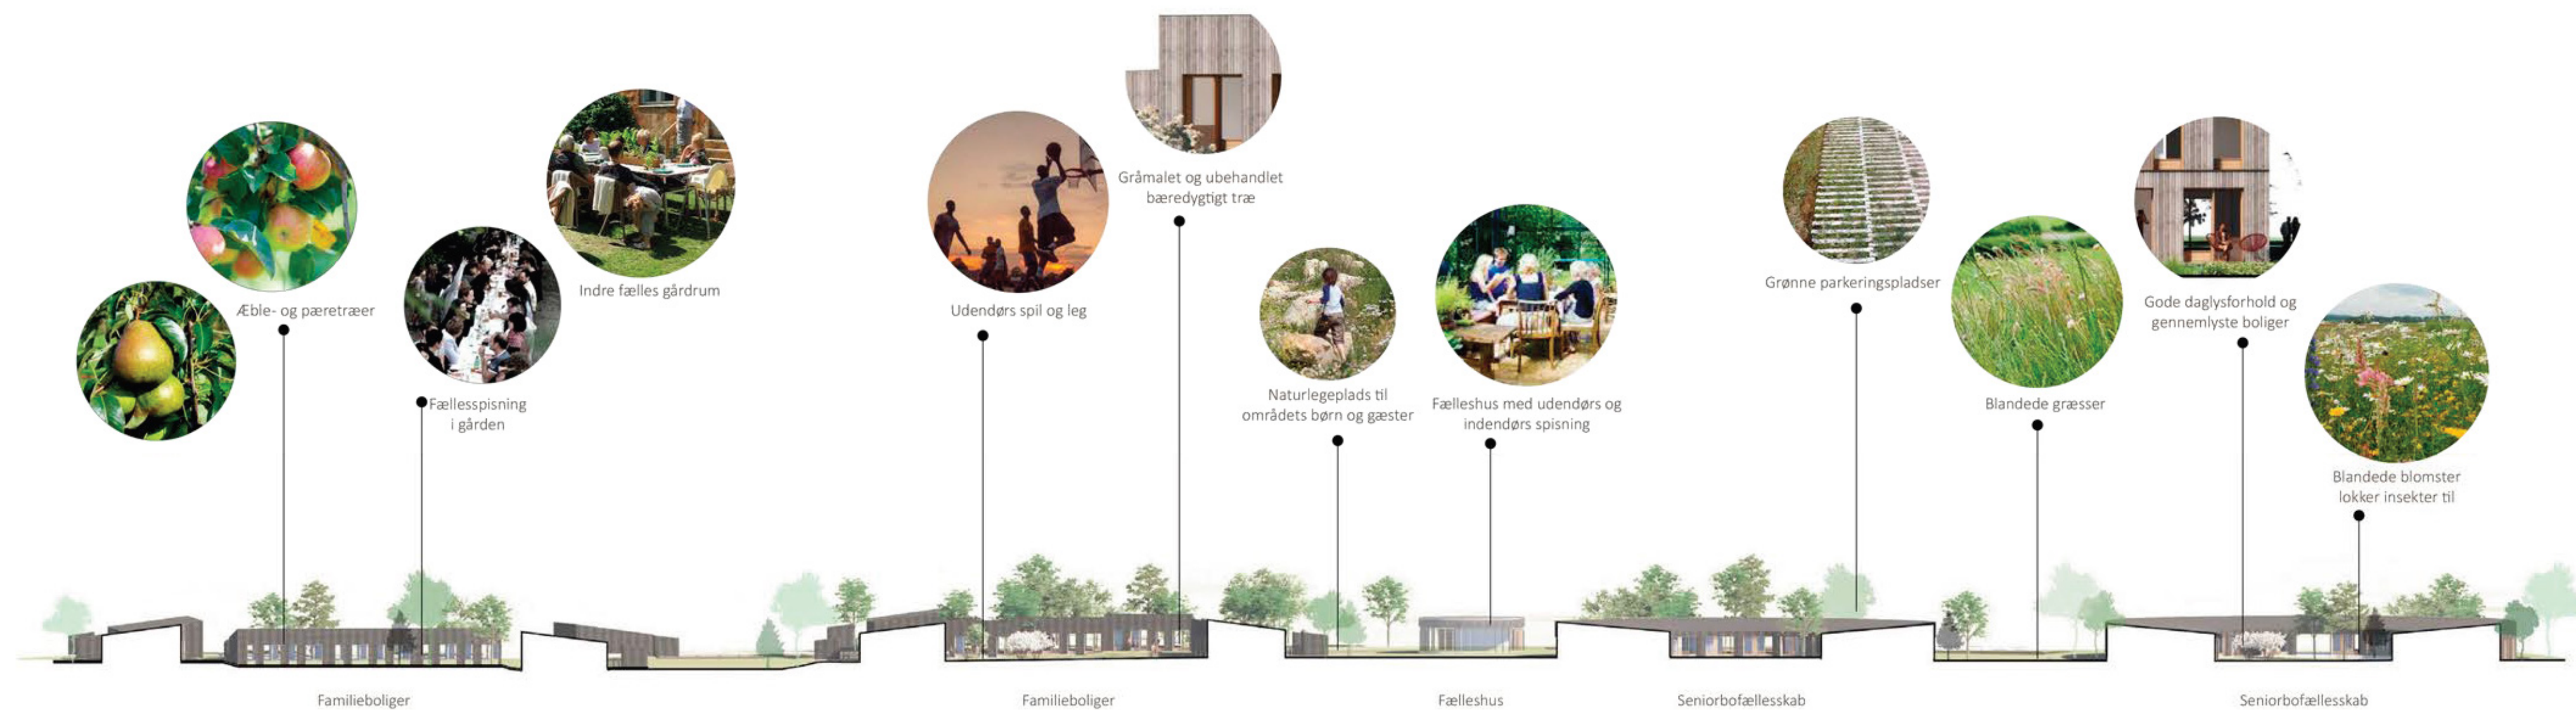 Æble- og pæretræer
Fællesspisning
i gården
Indre fælles gårdrum
Udendørs spil og leg
Gråmalet og ubehandlet
bæredygtigt træ
Naturlegeplads til
områdets børn og gæster
Fælleshus med udendørs og
indendørs spisning
Grønne parkeringspladser
Blandede græsser
Gode daglysforhold og
gennemlyste boliger
Blandede blomster
lokker insekter til
Familieboliger
Familieboliger
Fælleshus
Seniorbofællesskab
Seniorbofællesskab